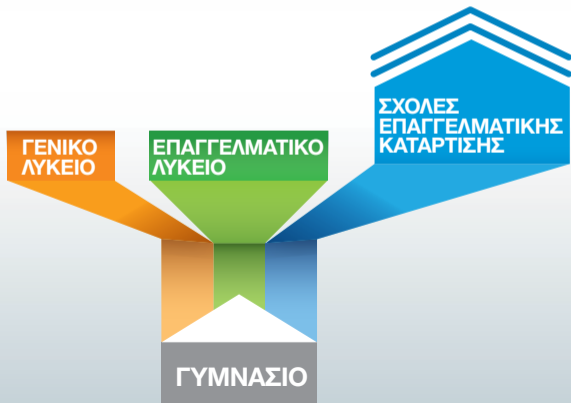 ΓΕΝΙΚΟ
ΛΥΚΕΙΟ
ΕΠΑΓΓΕΛΜΑΤΙΚΟ
ΛΥΚΕΙΟ
ΣΧΟΛΕΣ
ΕΠΑΓΓΕΛΜΑΤΙΚΗΣ
ΚΑΤΑΡΤΙΣΗΣ
ΓΥΜΝΑΣΙΟ